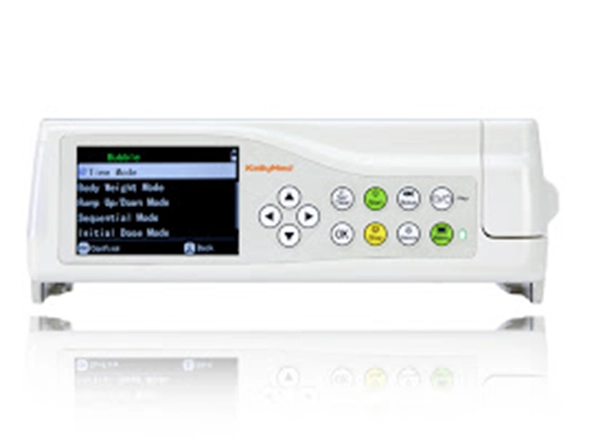 Bubble
Time Mode
Body Weight Mode
Ramp Up/Down Mode
Sequential Mode
Initial Dose Mode
Confirm
Back
KellyMed
OK
Start
Stop